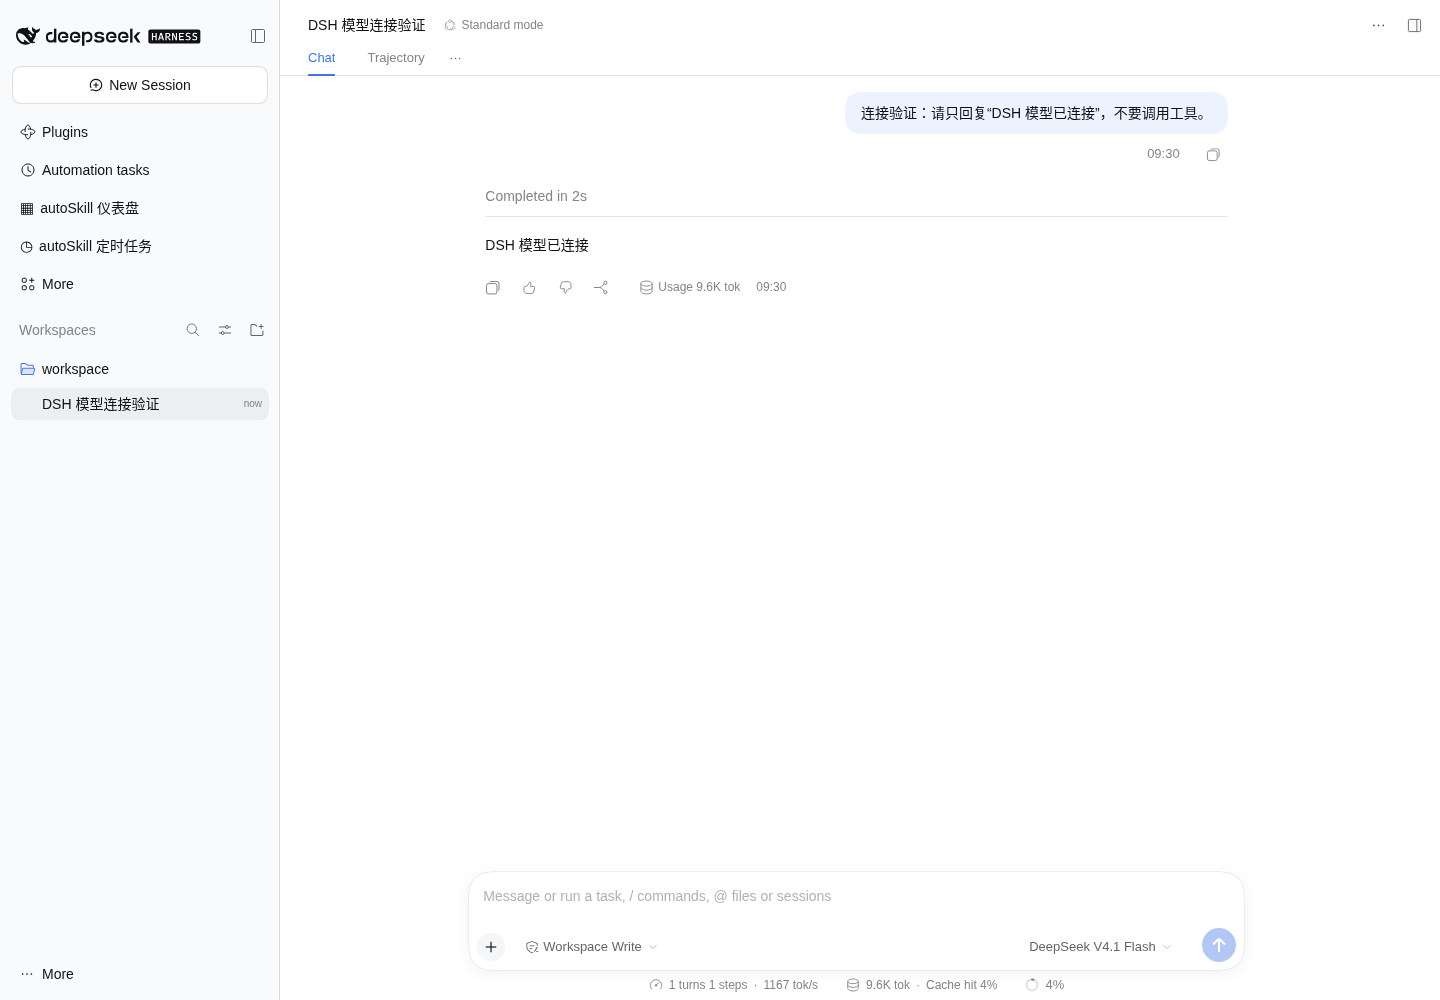 deepseek HARNESS
New Session
Plugins
Automation tasks
autoSkill 仪表盘
autoSkill 定时任务
More
Workspaces
workspace
DSH 模型连接验证 now
More
DSH 模型连接验证 Standard mode
Chat Trajectory ...
连接验证：请只回复“DSH 模型已连接”，不要调用工具。
09:30
Completed in 2s
DSH 模型已连接
Usage 9.6K tok 09:30
Message or run a task, / commands, @ files or sessions
Workspace Write DeepSeek V4.1 Flash
1 turns 1 steps · 1167 tok/s 9.6K tok · Cache hit 4% 4%